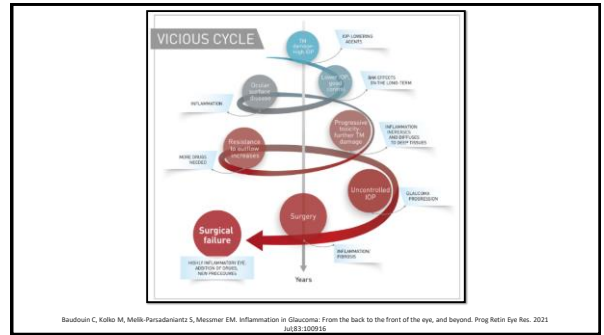 VICIOUS CYCLE
TM
damage-
high IOP
IOP-LOWERING
AGENTS
Lower IOP,
good
control
BAK EFFECTS
ON THE LONG-TERM
Ocular
surface
disease
INFLAMMATION
Progressive
toxicity:
further TM
damage
INFLAMMATION
INCREASES
AND DIFFUSES
TO DEEP TISSUES
Resistance
to outflow
increases
MORE DRUGS
NEEDED
Uncontrolled
IOP
GLAUCOMA
PROGRESSION
Surgery
Surgical
failure
INFLAMMATION/
FIBROSIS
HIGHLY INFLAMMATORY EYE,
ADDITION OF DRUGS,
NEW PROCEDURES
Years
Baudouin C, Kolko M, Melik-Parsadaniantz S, Messmer EM. Inflammation in Glaucoma: From the back to the front of the eye, and beyond. Prog Retin Eye Res. 2021
Jul;83:100916